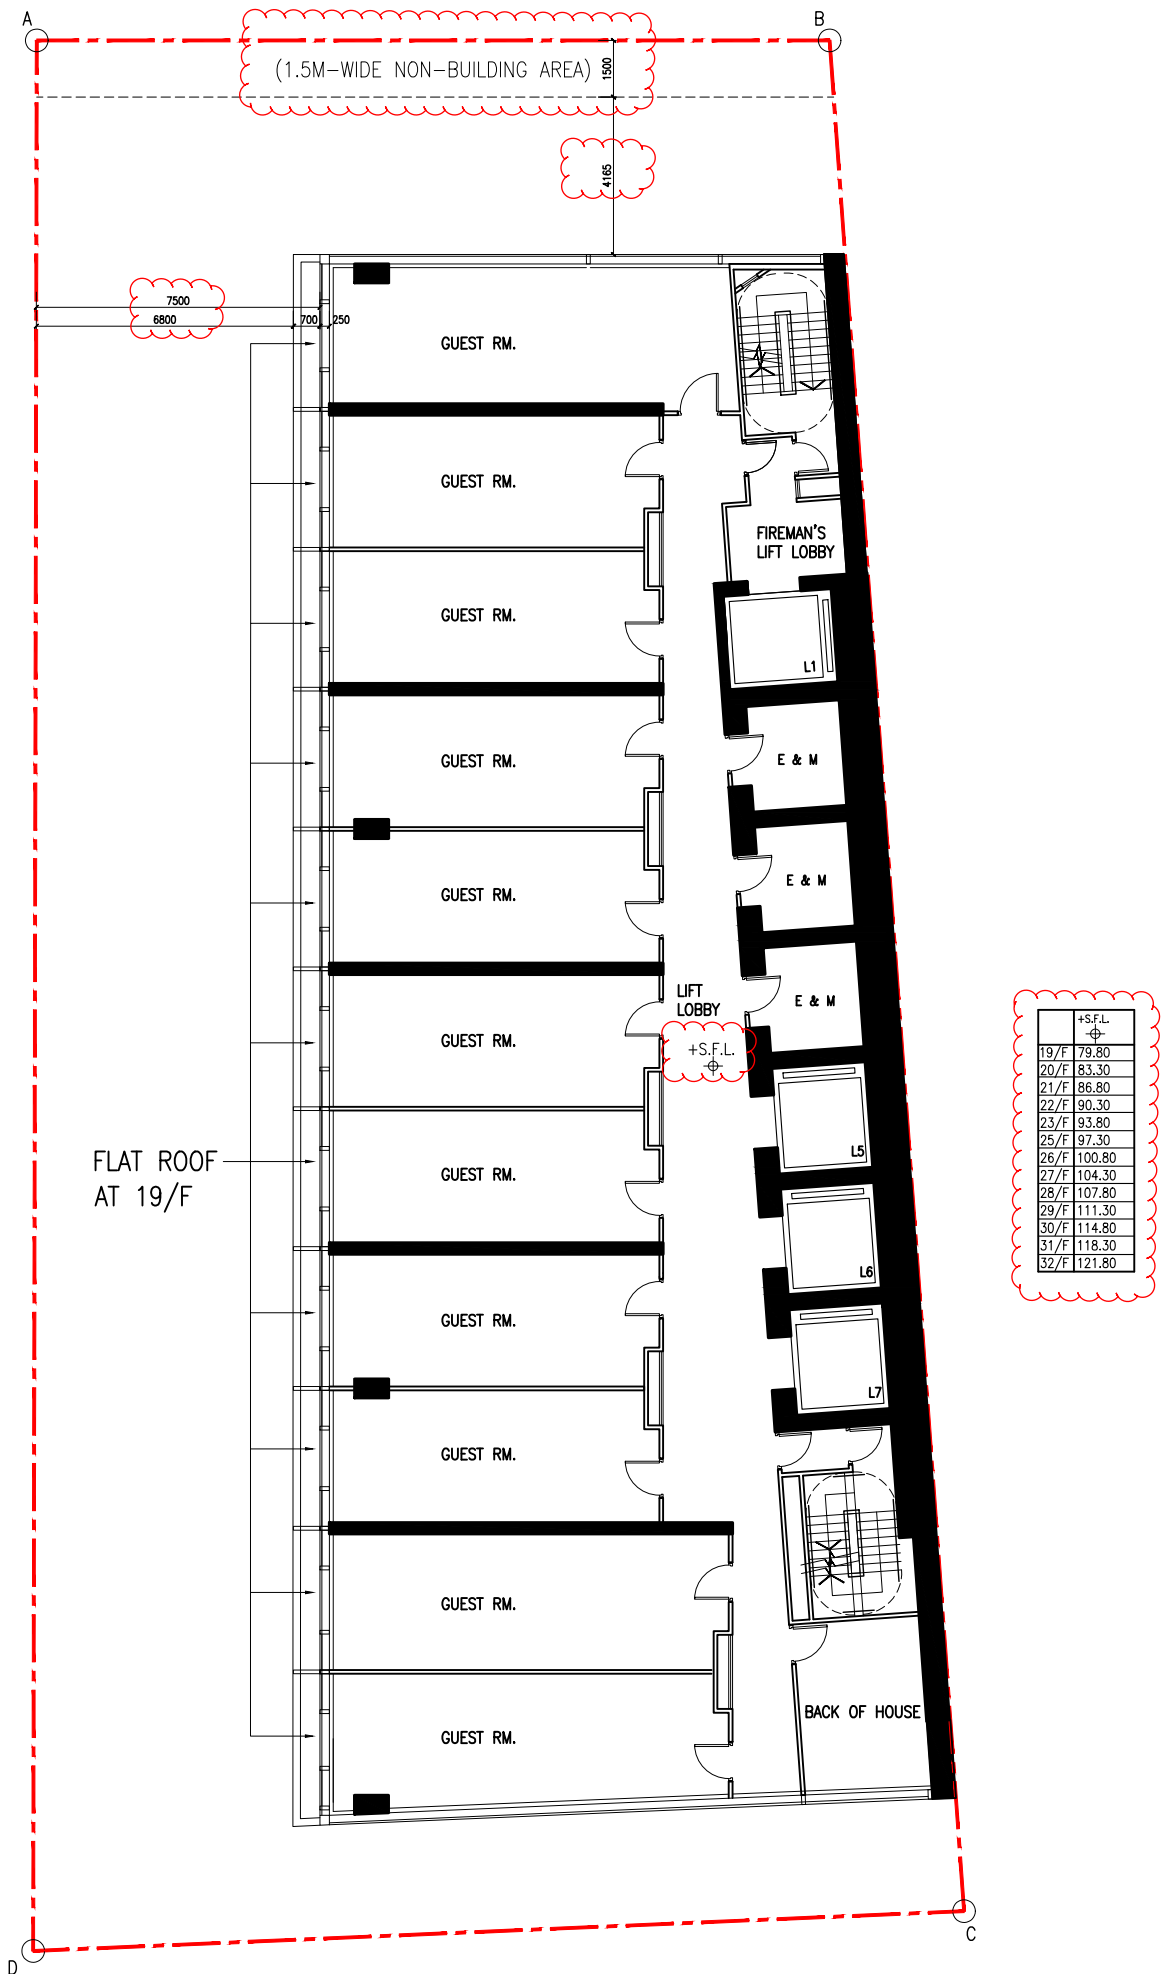 A
B
(1.5M-WIDE NON-BUILDING AREA)
1500
4165
7500
6800
700
250
GUEST RM.
GUEST RM.
FIREMAN'S
LIFT LOBBY
GUEST RM.
L1
GUEST RM.
E & M
E & M
GUEST RM.
LIFT
LOBBY
E & M
GUEST RM.
+S.F.L.
+S.F.L.
19/F 79.80
20/F 83.30
21/F 86.80
22/F 90.30
23/F 93.80
25/F 97.30
26/F 100.80
27/F 104.30
28/F 107.80
29/F 111.30
30/F 114.80
31/F 118.30
32/F 121.80
L5
FLAT ROOF
AT 19/F
GUEST RM.
L6
GUEST RM.
L7
GUEST RM.
GUEST RM.
BACK OF HOUSE
GUEST RM.
C
D